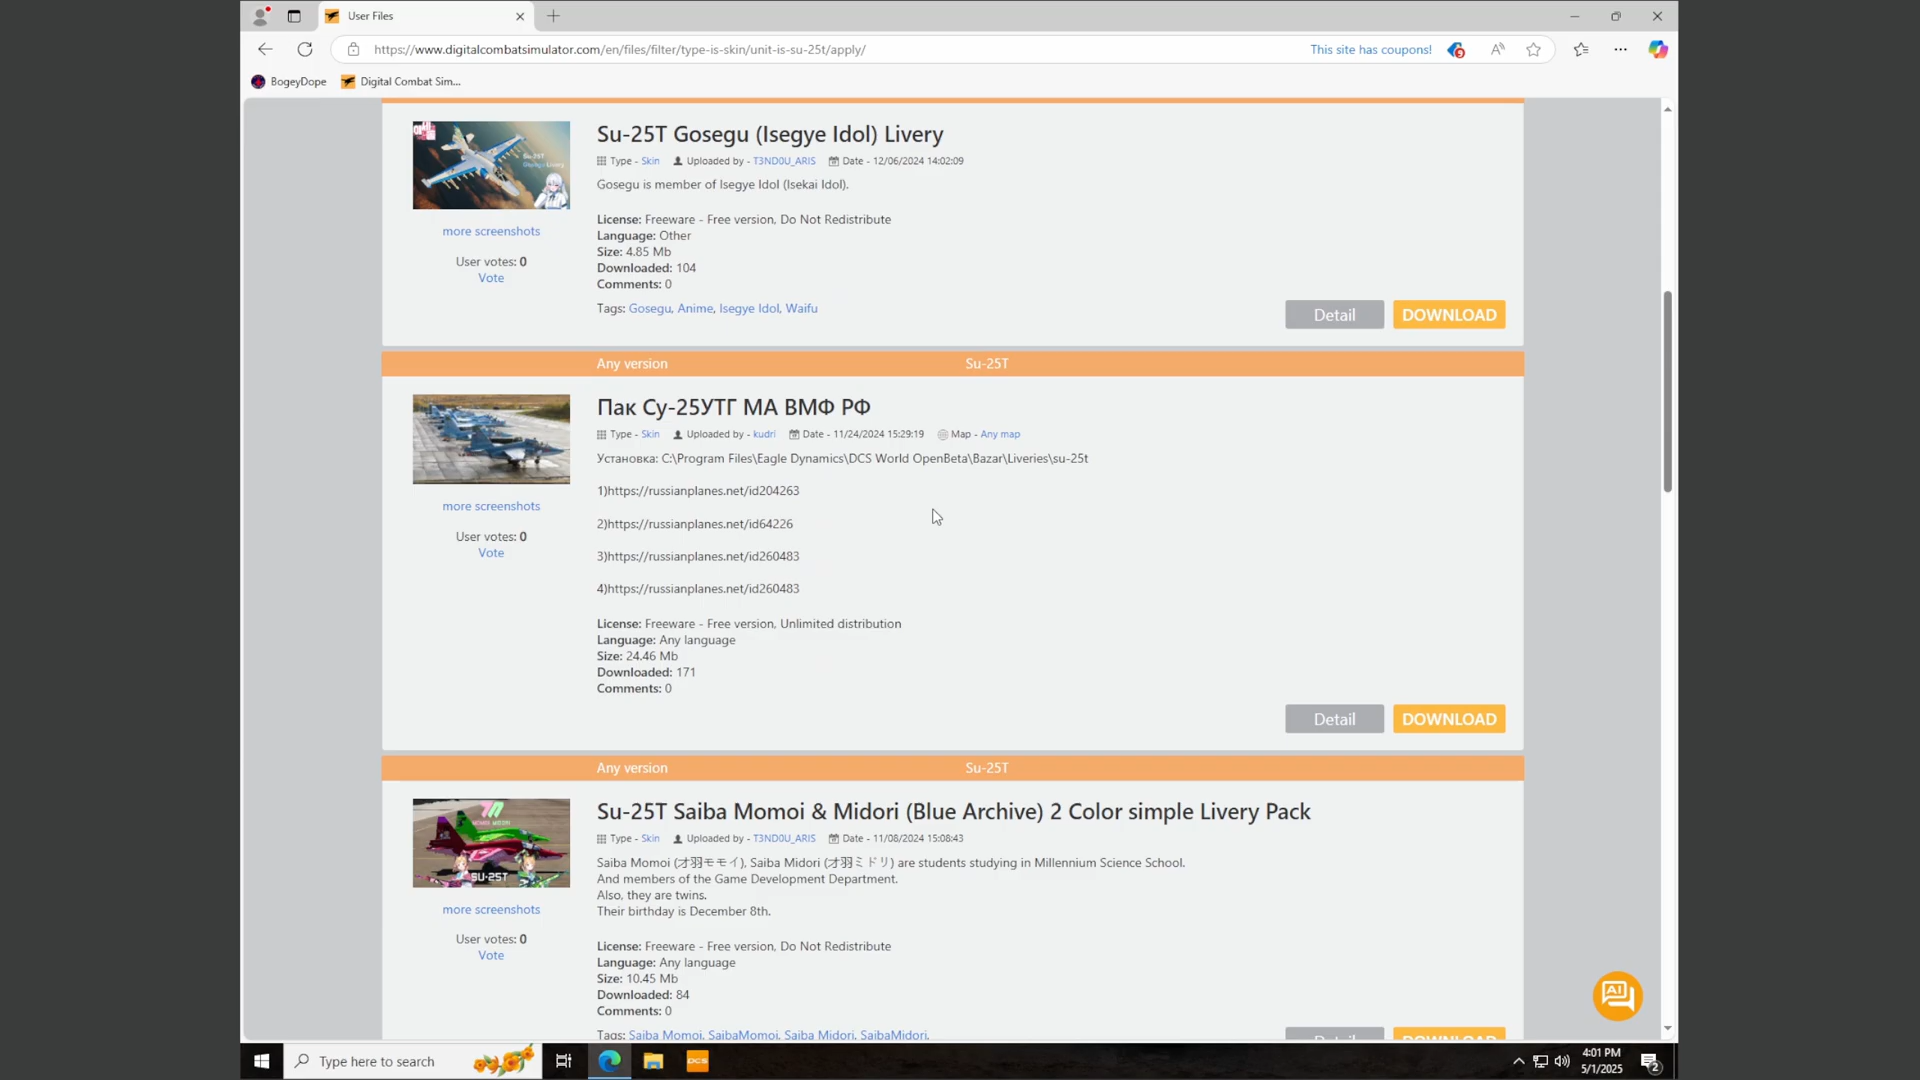 User Files
https://www.digitalcombatsimulator.com/en/files/filter/type-is-skin/unit-is-su-25t/apply/
This site has coupons!
BogeyDope
Digital Combat Sim...
Su-25T Gosegu (Isegye Idol) Livery
Type - Skin Uploaded by - T3ND0U_ARIS Date - 12/06/2024 14:02:09
Gosegu is member of Isegye Idol (Isekai Idol).
License: Freeware - Free version, Do Not Redistribute
Language: Other
Size: 4.85 Mb
Downloaded: 104
Comments: 0
Tags: Gosegu, Anime, Isegye Idol, Waifu
more screenshots
User votes: 0
Vote
Detail
DOWNLOAD
Any version Su-25T
Пак Су-25УТГ МА ВМФ РФ
Type - Skin Uploaded by - kudri Date - 11/24/2024 15:29:19 Map - Any map
Установка: C:\Program Files\Eagle Dynamics\DCS World OpenBeta\Bazar\Liveries\su-25t
1)https://russianplanes.net/id204263
2)https://russianplanes.net/id64226
3)https://russianplanes.net/id260483
4)https://russianplanes.net/id260483
License: Freeware - Free version, Unlimited distribution
Language: Any language
Size: 24.46 Mb
Downloaded: 171
Comments: 0
more screenshots
User votes: 0
Vote
Detail
DOWNLOAD
Any version Su-25T
Su-25T Saiba Momoi & Midori (Blue Archive) 2 Color simple Livery Pack
Type - Skin Uploaded by - T3ND0U_ARIS Date - 11/08/2024 15:08:43
Saiba Momoi (才羽モモイ), Saiba Midori (才羽ミドリ) are students studying in Millennium Science School.
And members of the Game Development Department.
Also, they are twins.
Their birthday is December 8th.
License: Freeware - Free version, Do Not Redistribute
Language: Any language
Size: 10.45 Mb
Downloaded: 84
Comments: 0
Tags: Saiba Momoi, SaibaMomoi, Saiba Midori, SaibaMidori,
SU-25T
more screenshots
User votes: 0
Vote
Detail
DOWNLOAD
AI
Type here to search
DCS
4:01 PM
5/1/2025
2